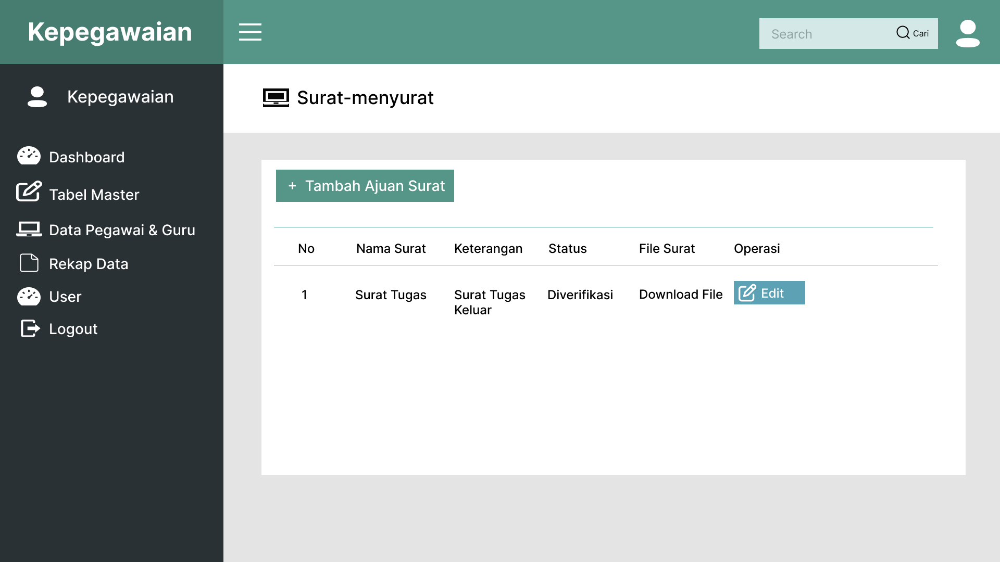 Kepegawaian
Search
Cari
Kepegawaian
Surat-menyurat
Dashboard
Tabel Master
Data Pegawai & Guru
Rekap Data
User
Logout
+ Tambah Ajuan Surat
No Nama Surat Keterangan Status File Surat Operasi
1 Surat Tugas Surat Tugas Diverifikasi Download File Edit
Keluar